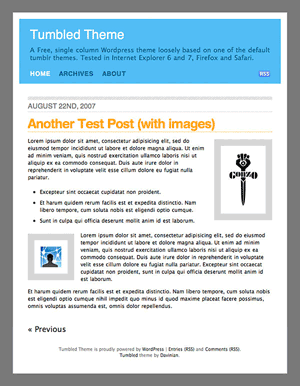 Tumbled Theme
A Free, single column Wordpress theme loosely based on one of the default
tumblr themes. Tested in Internet Explorer 6 and 7, Firefox and Safari.
HOME ARCHIVES ABOUT RSS
AUGUST 22ND, 2007
Another Test Post (with images)
Lorem ipsum dolor sit amet, consectetur adipisicing elit, sed do
eiusmod tempor incididunt ut labore et dolore magna aliqua. Ut enim
ad minim veniam, quis nostrud exercitation ullamco laboris nisi ut
aliquip ex ea commodo consequat. Duis aute irure dolor in
reprehenderit in voluptate velit esse cillum dolore eu fugiat nulla
pariatur.
GONZO
• Excepteur sint occaecat cupidatat non proident.
• Et harum quidem rerum facilis est et expedita distinctio. Nam
libero tempore, cum soluta nobis est eligendi optio cumque.
• Sunt in culpa qui officia deserunt mollit anim id est laborum.
Lorem ipsum dolor sit amet, consectetur adipisicing elit, sed do
eiusmod tempor incididunt ut labore et dolore magna aliqua. Ut
enim ad minim veniam, quis nostrud exercitation ullamco laboris
nisi ut aliquip ex ea commodo consequat. Duis aute irure dolor in
reprehenderit in voluptate velit esse cillum dolore eu fugiat nulla
pariatur. Excepteur sint occaecat cupidatat non proident, sunt in
culpa qui officia deserunt mollit anim id
est laborum.
Et harum quidem rerum facilis est et expedita distinctio. Nam libero tempore, cum soluta nobis
est eligendi optio cumque nihil impedit quo minus id quod maxime placeat facere possimus,
omnis voluptas assumenda est, omnis dolor repellendus.
« Previous
Tumbled Theme is proudly powered by WordPress | Entries (RSS) and Comments (RSS).
Tumbled theme by Davinian.